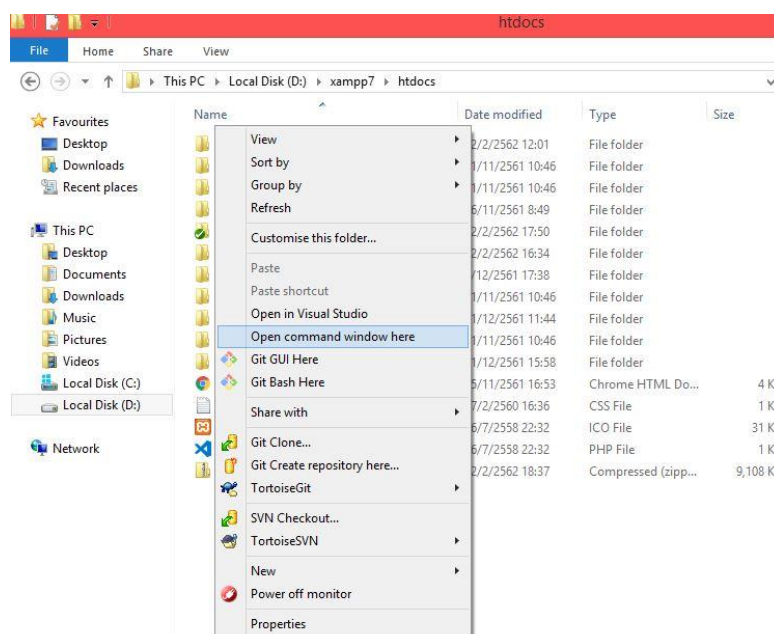 htdocs
File Home Share View
This PC Local Disk (D:) xampp7 htdocs
Favourites
Desktop
Downloads
Recent places
This PC
Desktop
Documents
Downloads
Music
Pictures
Videos
Local Disk (C:)
Local Disk (D:)
Network
Name Date modified Type Size
2/2/2562 12:01 File folder
1/11/2561 10:46 File folder
1/11/2561 10:46 File folder
6/11/2561 8:49 File folder
2/2/2562 17:50 File folder
2/2/2562 16:34 File folder
/12/2561 17:38 File folder
1/11/2561 10:46 File folder
1/12/2561 11:44 File folder
1/11/2561 10:46 File folder
1/12/2561 15:58 File folder
5/11/2561 16:53 Chrome HTML Do... 4 K
7/2/2560 16:36 CSS File 1 K
6/7/2558 22:32 ICO File 31 K
6/7/2558 22:32 PHP File 1 K
2/2/2562 18:37 Compressed (zipp... 9,108 K
View
Sort by
Group by
Refresh
Customise this folder...
Paste
Paste shortcut
Open in Visual Studio
Open command window here
Git GUI Here
Git Bash Here
Share with
Git Clone...
Git Create repository here...
TortoiseGit
SVN Checkout...
TortoiseSVN
New
Power off monitor
Properties